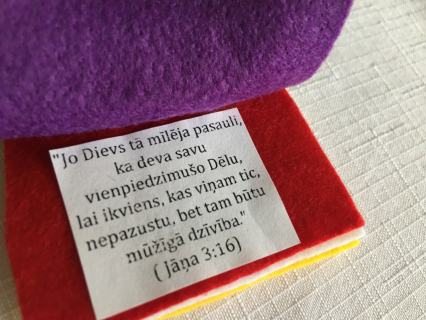 "Jo Dievs tā mīlēja pasauli,
ka deva savu
vienpiedzimušo Dēlu,
lai ikviens, kas viņam tic,
nepazustu, bet tam būtu
mūžīgā dzīvība."
( Jāņa 3:16)